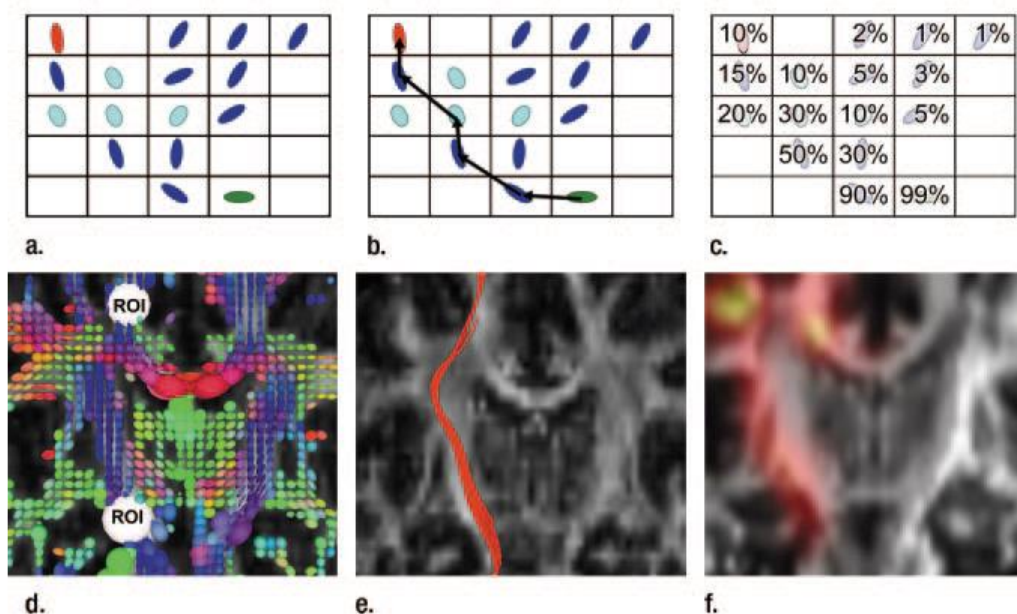 10% 2% 1% 1%
15% 10% 5% 3%
20% 30% 10% 5%
50% 30%
90% 99%
a. b. c.
ROI
ROI
d. e. f.